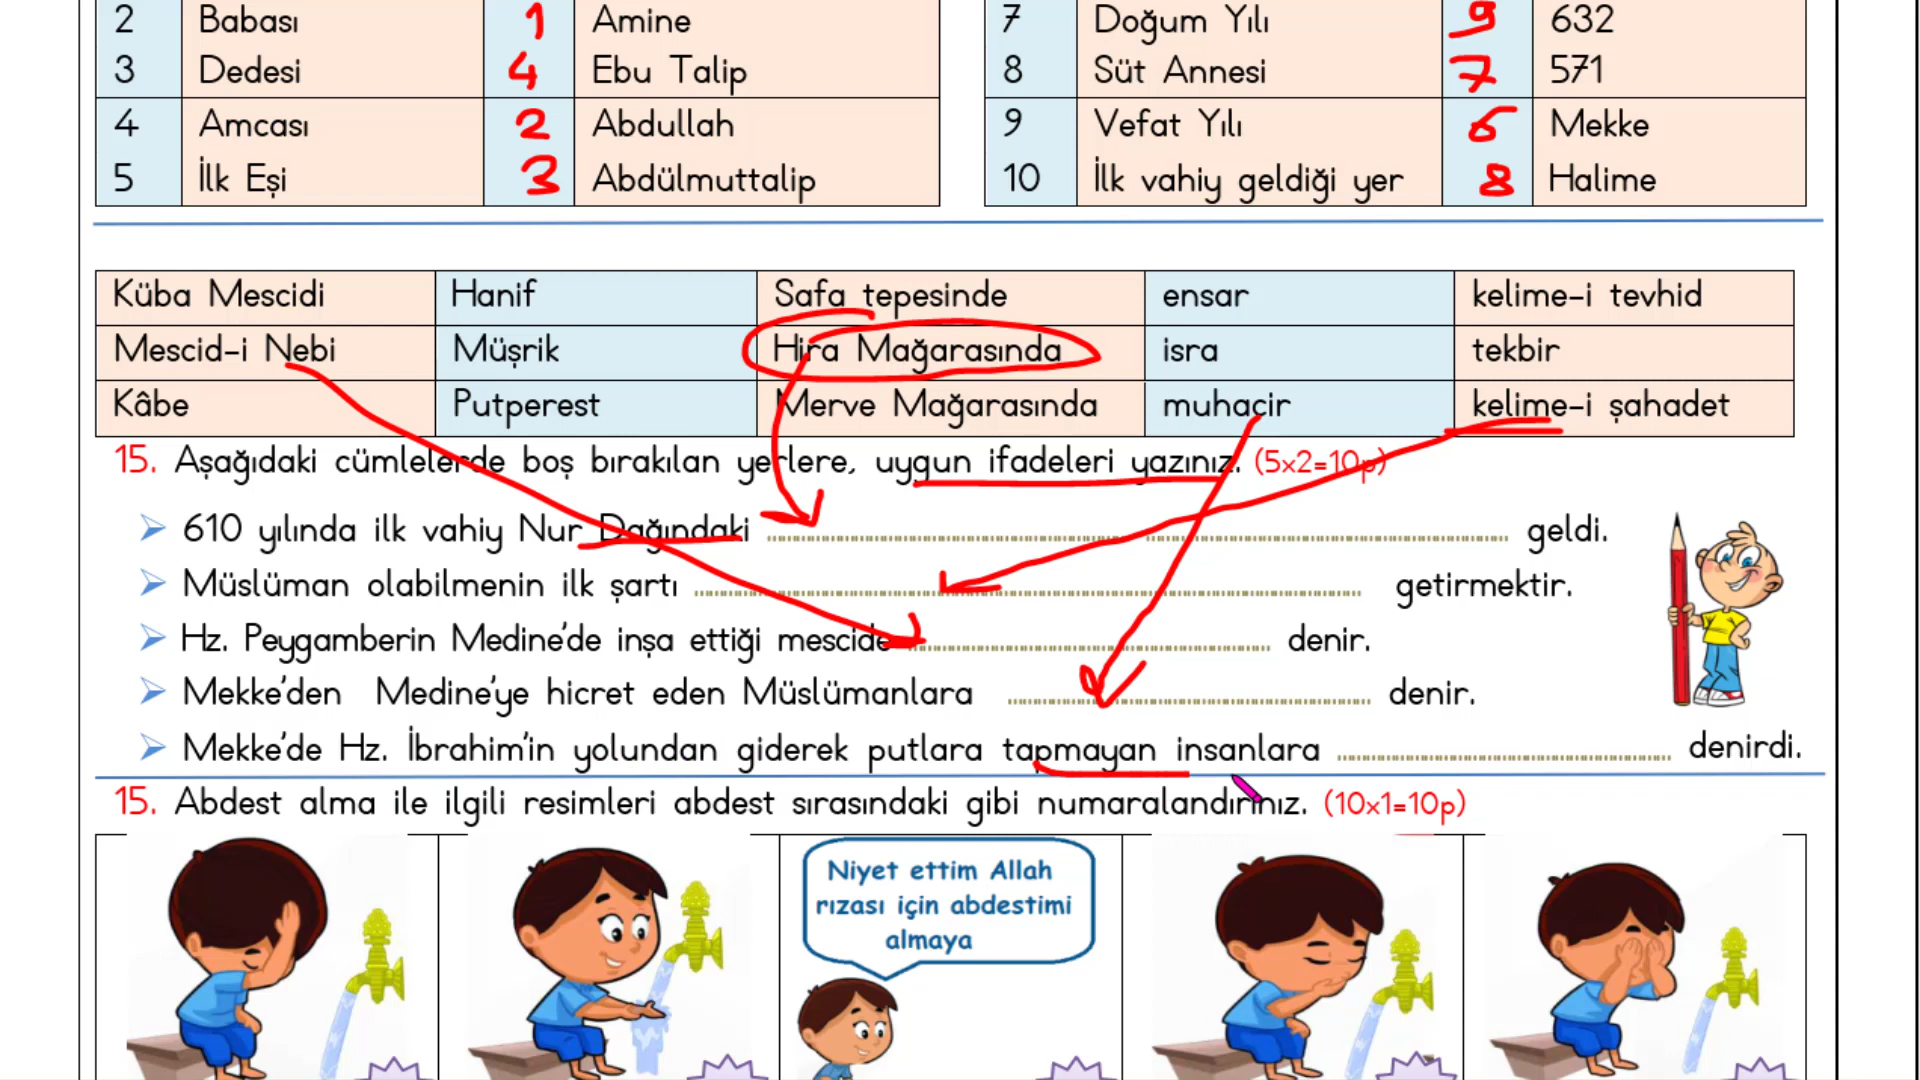 2 Babası 1 Amine 7 Doğum Yılı 9 632
3 Dedesi 4 Ebu Talip 8 Süt Annesi 7 571
4 Amcası 2 Abdullah 9 Vefat Yılı 6 Mekke
5 İlk Eşi 3 Abdülmuttalip 10 İlk vahiy geldiği yer 8 Halime
Küba Mescidi Hanif Safa tepesinde ensar kelime-i tevhid
Mescid-i Nebi Müşrik Hira Mağarasında isra tekbir
Kâbe Putperest Merve Mağarasında muhacir kelime-i şahadet
15. Aşağıdaki cümlelerde boş bırakılan yerlere, uygun ifadeleri yazınız. (5x2=10p)
610 yılında ilk vahiy Nur Dağındaki ........ geldi.
Müslüman olabilmenin ilk şartı ........ getirmektir.
Hz. Peygamberin Medine'de inşa ettiği mescide ........ denir.
Mekke'den Medine'ye hicret eden Müslümanlara ........ denir.
Mekke'de Hz. İbrahim'in yolundan giderek putlara tapmayan insanlara ........ denirdi.
15. Abdest alma ile ilgili resimleri abdest sırasındaki gibi numaralandırınız. (10x1=10p)
Niyet ettim Allah
rızası için abdestimi
almaya